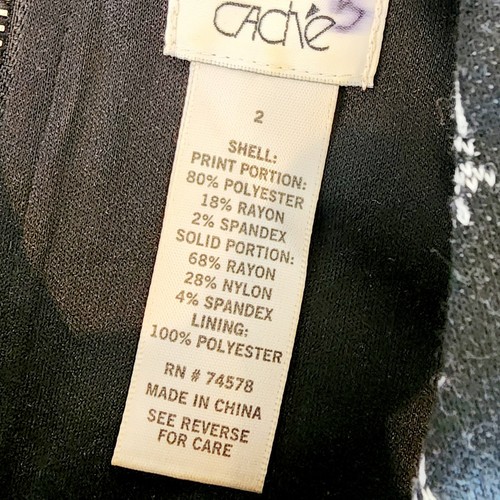 CAChé
S
2
SHELL:
PRINT PORTION:
80% POLYESTER
18% RAYON
2% SPANDEX
SOLID PORTION:
68% RAYON
28% NYLON
4% SPANDEX
LINING:
100% POLYESTER
RN # 74578
MADE IN CHINA
SEE REVERSE
FOR CARE